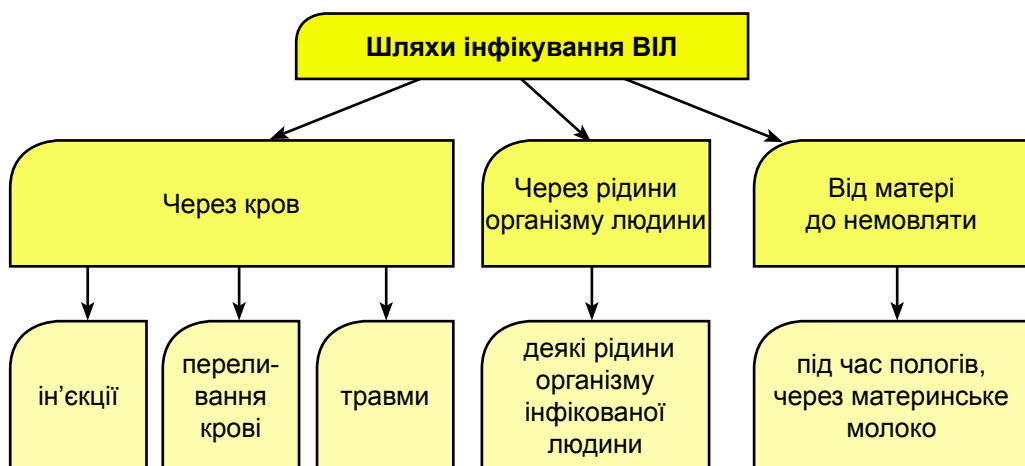 Шляхи інфікування ВІЛ
Через кров
Через рідини
організму людини
Від матері
до немовляти
ін’єкції
перели-
вання
крові
травми
деякі рідини
організму
інфікованої
людини
під час пологів,
через материнське
молоко